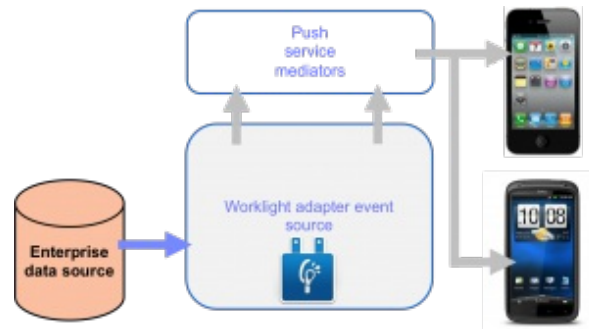 Push
service
mediators
Worklight adapter event
source
Enterprise
data source
10 08